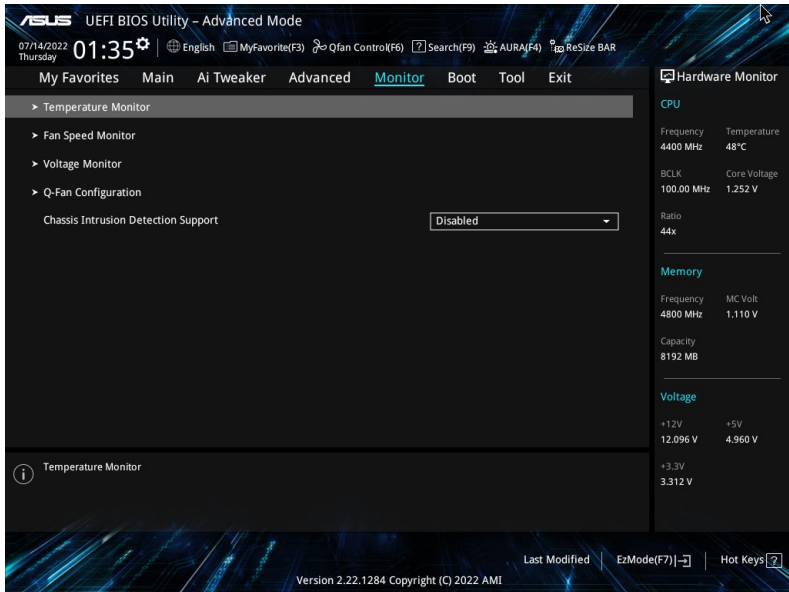 ASUS UEFI BIOS Utility – Advanced Mode
07/14/2022
Thursday
01:35
English
MyFavorite(F3)
Qfan Control(F6)
? Search(F9)
AURA(F4)
ReSize BAR
My Favorites
Main
Ai Tweaker
Advanced
Monitor
Boot
Tool
Exit
> Temperature Monitor
> Fan Speed Monitor
> Voltage Monitor
> Q-Fan Configuration
Chassis Intrusion Detection Support
Disabled
Hardware Monitor
CPU
Frequency Temperature
4400 MHz 48°C
BCLK Core Voltage
100.00 MHz 1.252 V
Ratio
44x
Memory
Frequency MC Volt
4800 MHz 1.110 V
Capacity
8192 MB
Voltage
+12V +5V
12.096 V 4.960 V
+3.3V
3.312 V
i Temperature Monitor
Last Modified
EzMode(F7)
Hot Keys ?
Version 2.22.1284 Copyright (C) 2022 AMI